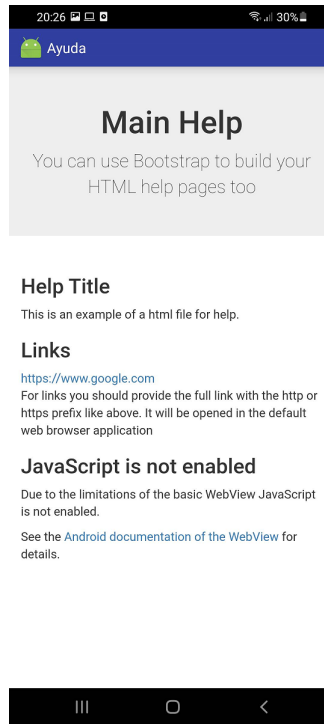 20:26 30%
Ayuda
Main Help
You can use Bootstrap to build your
HTML help pages too
Help Title
This is an example of a html file for help.
Links
https://www.google.com
For links you should provide the full link with the http or
https prefix like above. It will be opened in the default
web browser application
JavaScript is not enabled
Due to the limitations of the basic WebView JavaScript
is not enabled.
See the Android documentation of the WebView for
details.